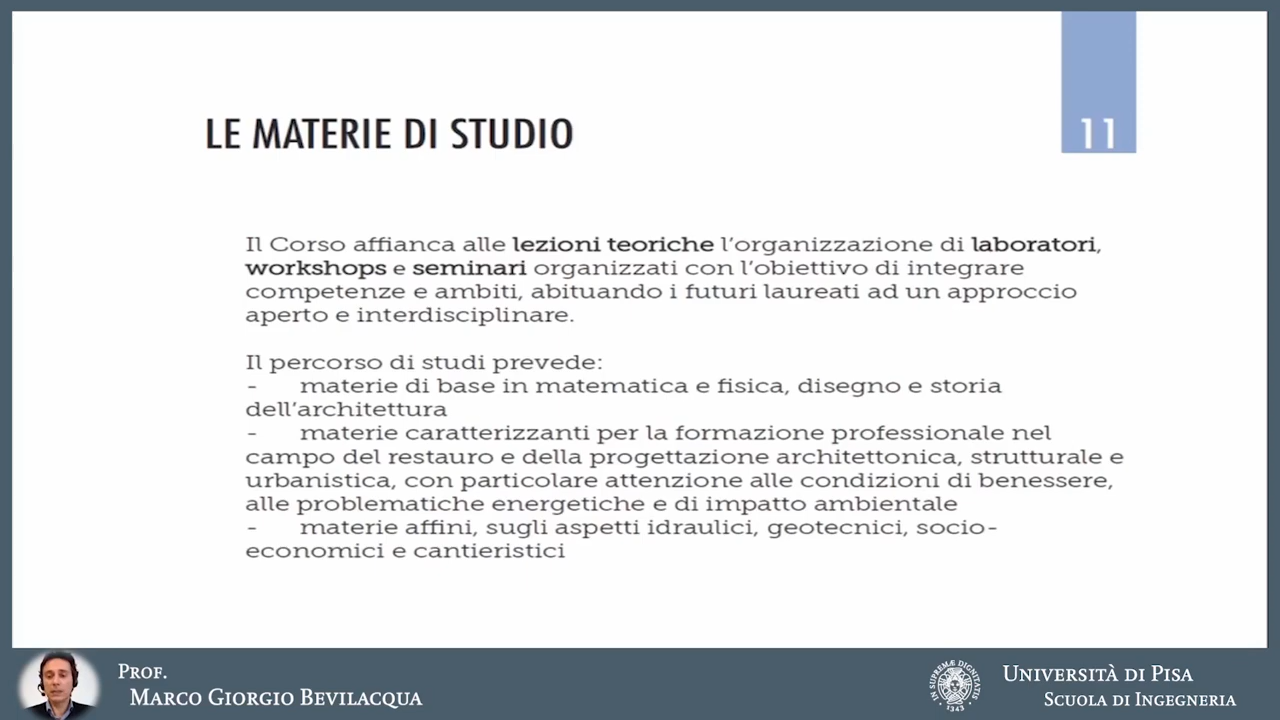 LE MATERIE DI STUDIO
11
Il Corso affianca alle lezioni teoriche l'organizzazione di laboratori,
workshops e seminari organizzati con l'obiettivo di integrare
competenze e ambiti, abituando i futuri laureati ad un approccio
aperto e interdisciplinare.
Il percorso di studi prevede:
- materie di base in matematica e fisica, disegno e storia
dell'architettura
- materie caratterizzanti per la formazione professionale nel
campo del restauro e della progettazione architettonica, strutturale e
urbanistica, con particolare attenzione alle condizioni di benessere,
alle problematiche energetiche e di impatto ambientale
- materie affini, sugli aspetti idraulici, geotecnici, socio-
economici e cantieristici
PROF.
MARCO GIORGIO BEVILACQUA
IN SUPREMÆ DIGNITATIS
1343
UNIVERSITÀ DI PISA
SCUOLA DI INGEGNERIA